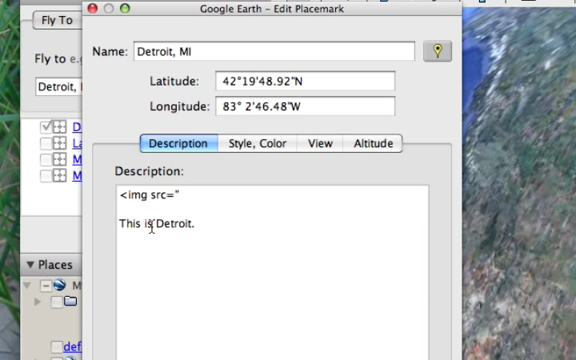 Google Earth - Edit Placemark
Fly To
Name: Detroit, MI
Fly to e.g
Latitude: 42°19'48.92"N
Detroit,
Longitude: 83° 2'46.48"W
Description Style, Color View Altitude
D
La
M
M
Description:
<img src="
This is Detroit.
Places
M
def